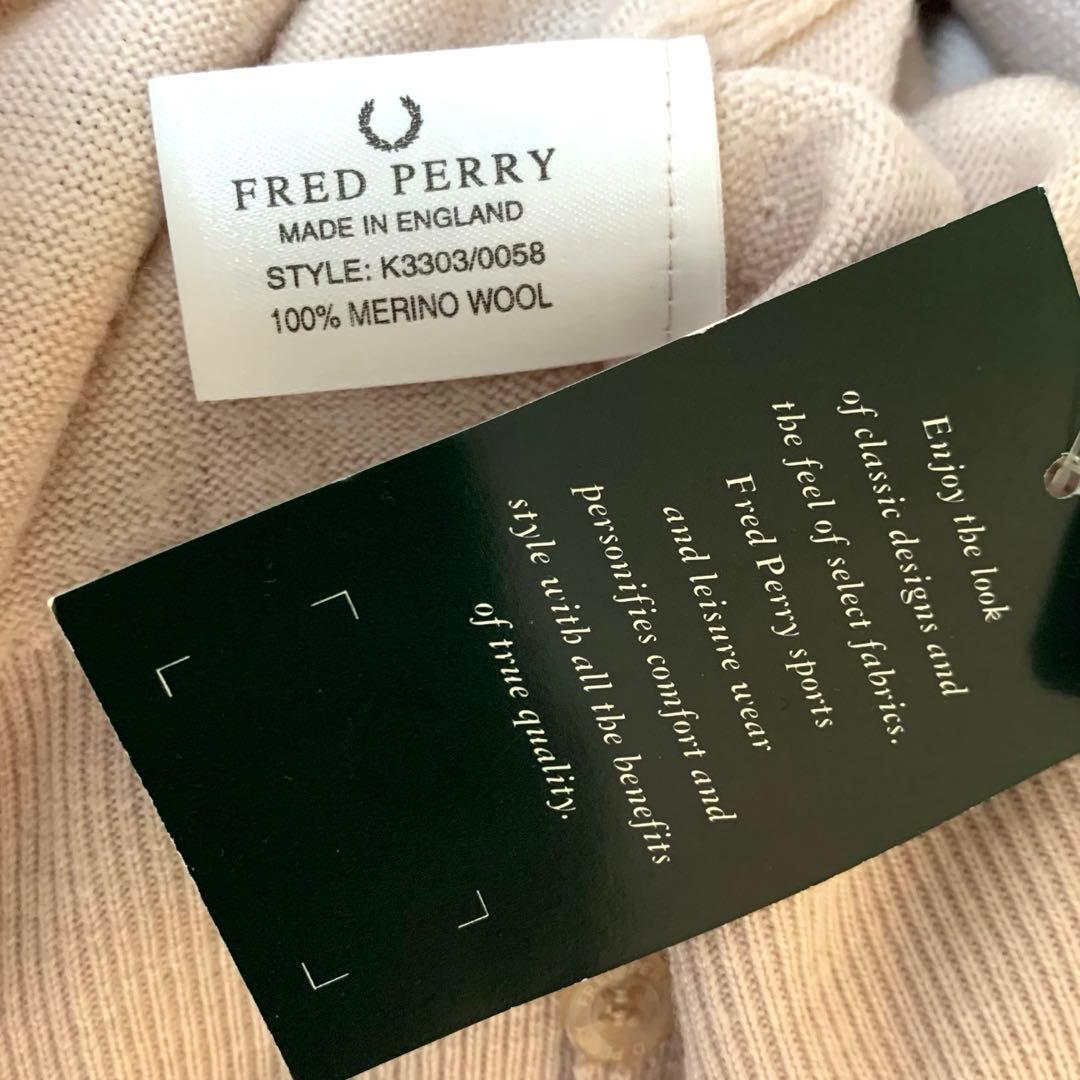 FRED PERRY
MADE IN ENGLAND
STYLE: K3303/0058
100% MERINO WOOL
Enjoy the look
of classic designs and
the feel of select fabrics.
Fred Perry sports
and leisure wear
personifies comfort and
style with all the benefits
of true quality.